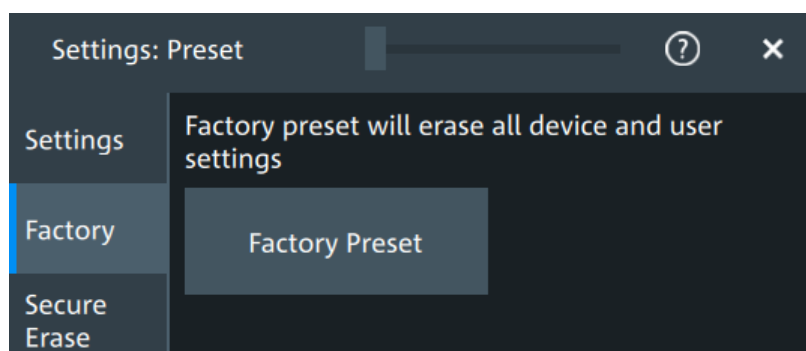 Settings: Preset
?
×
Settings
Factory preset will erase all device and user
settings
Factory
Factory Preset
Secure
Erase